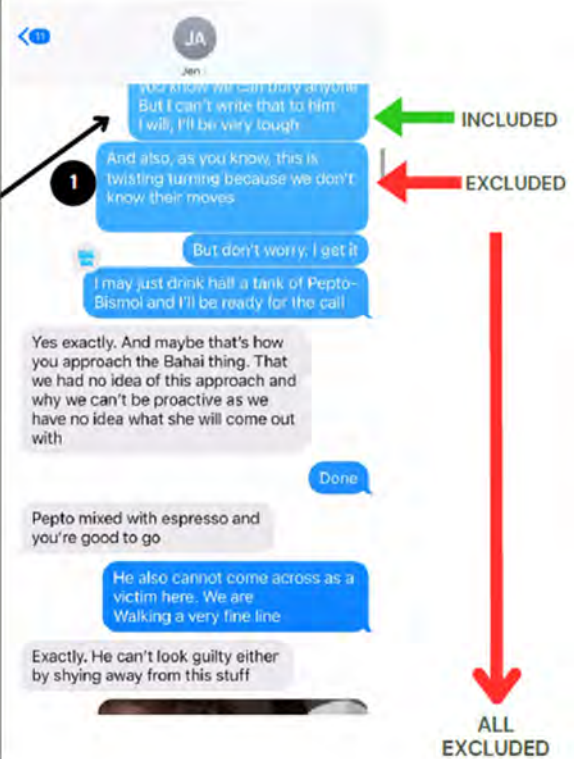 11
JA
Jen
you know we can bury anyone
But I can't write that to him
I will, I'll be very tough
INCLUDED
And also, as you know, this is
twisting turning because we don't
know their moves
1
EXCLUDED
But don't worry, I get it
I may just drink half a tank of Pepto-
Bismol and I'll be ready for the call
Yes exactly. And maybe that's how
you approach the Bahai thing. That
we had no idea of this approach and
why we can't be proactive as we
have no idea what she will come out
with
Done
Pepto mixed with espresso and
you're good to go
He also cannot come across as a
victim here. We are
Walking a very fine line
Exactly. He can't look guilty either
by shying away from this stuff
ALL
EXCLUDED